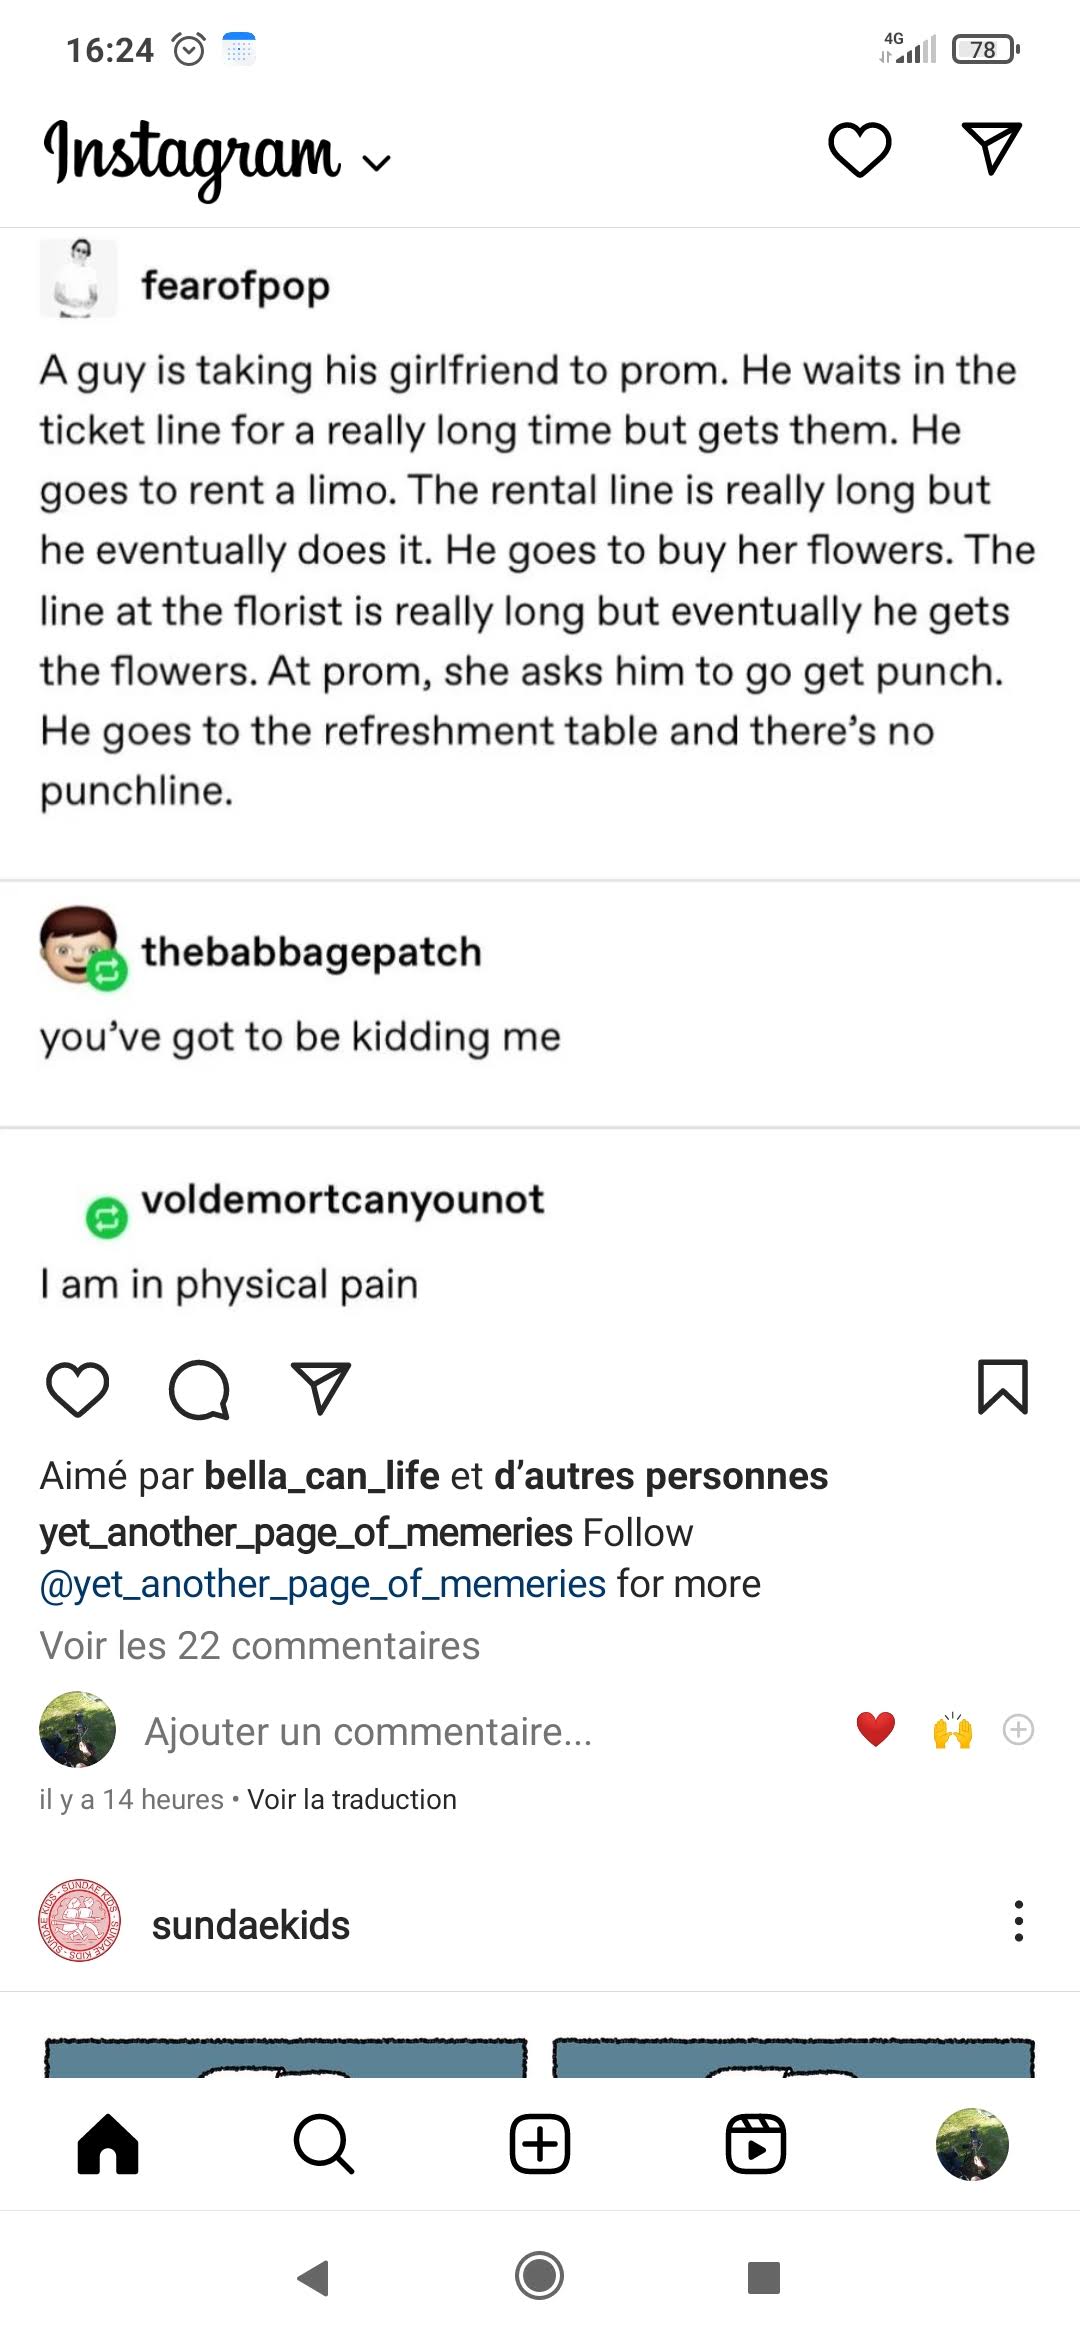 16:24
4G
78
Instagram
fearofpop
A guy is taking his girlfriend to prom. He waits in the
ticket line for a really long time but gets them. He
goes to rent a limo. The rental line is really long but
he eventually does it. He goes to buy her flowers. The
line at the florist is really long but eventually he gets
the flowers. At prom, she asks him to go get punch.
He goes to the refreshment table and there's no
punchline.
thebabbagepatch
you've got to be kidding me
voldemortcanyounot
I am in physical pain
Aimé par bella_can_life et d'autres personnes
yet_another_page_of_memeries Follow
@yet_another_page_of_memeries for more
Voir les 22 commentaires
Ajouter un commentaire...
il y a 14 heures • Voir la traduction
SUNDAE KIDS - SUNDAE KIDS - SUNDAE KIDS -
sundaekids